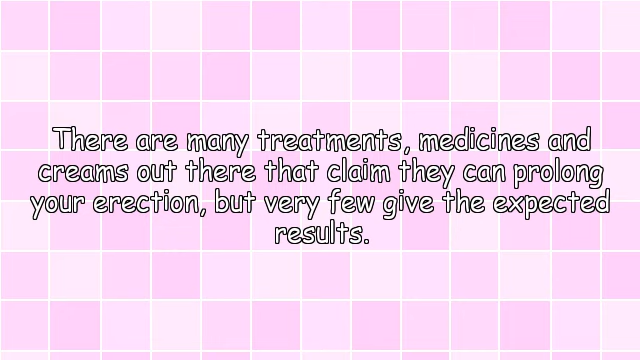 There are many treatments, medicines and
creams out there that claim they can prolong
your erection, but very few give the expected
results.